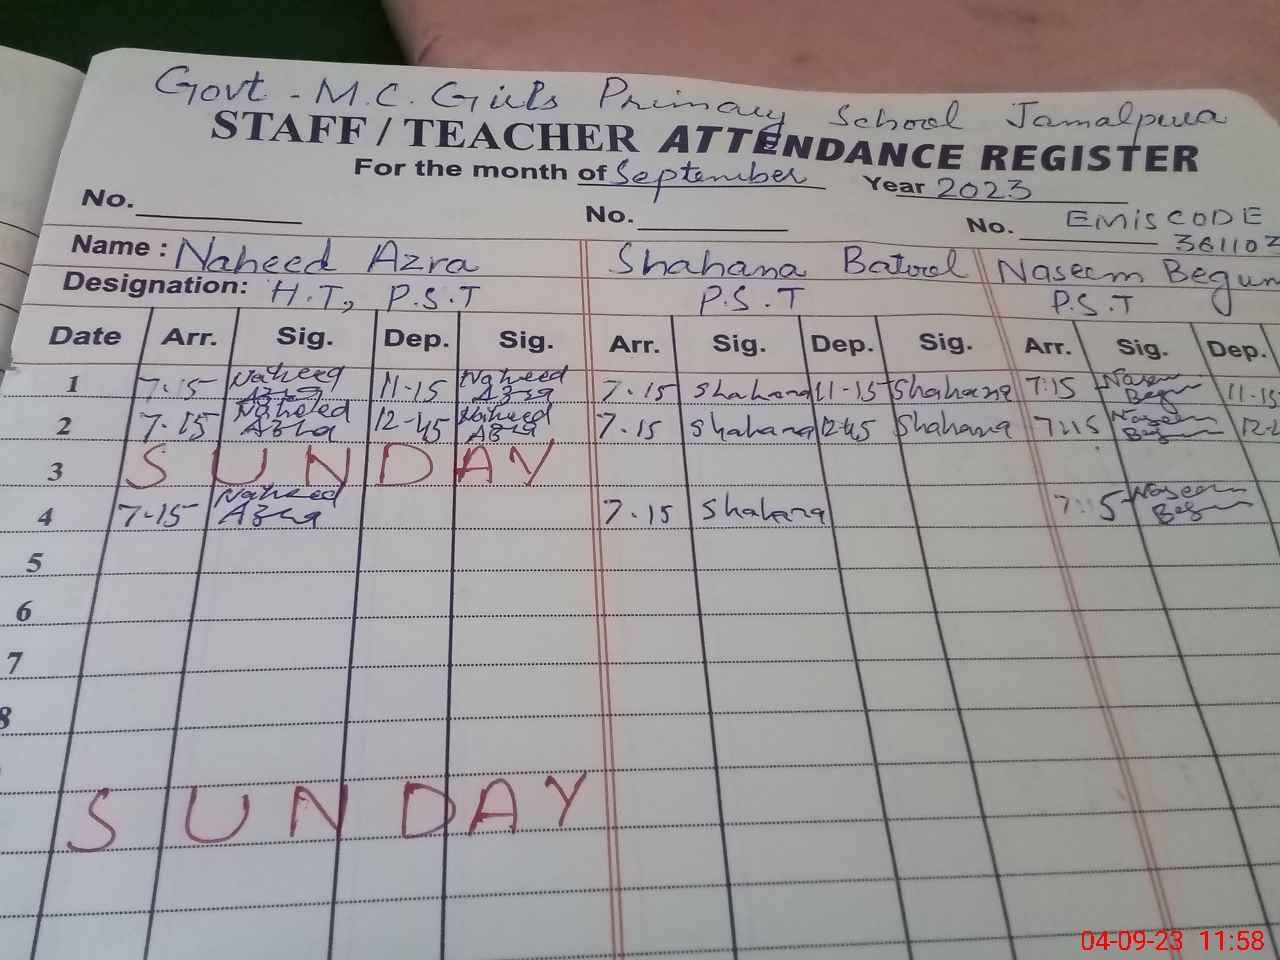 Govt - M.C. Girls Primary School Jamalpura
STAFF / TEACHER ATTENDANCE REGISTER
For the month of September Year 2023
No. No. No. EMIS CODE
361103
Name : Naheed Azra Shahana Batool Naseem Begum
Designation: H.T, P.S.T P.S.T P.S.T
Date Arr. Sig. Dep. Sig. Arr. Sig. Dep. Sig. Arr. Sig. Dep.
1 7.15 Naheed Azra 11-15 Naheed Azra 7.15 Shahana 11-15 Shahana 7:15 Naseem Begum 11-15
2 7.15 Naheed Azra 12-45 Naheed Azra 7.15 Shahana 12-45 Shahana 7:15 Naseem Begum 12-4
3 SUNDAY
4 7-15 Naheed Azra 7.15 Shahana 7:15 Naseem Begum
5
6
7
8
SUNDAY
04-09-23 11:58